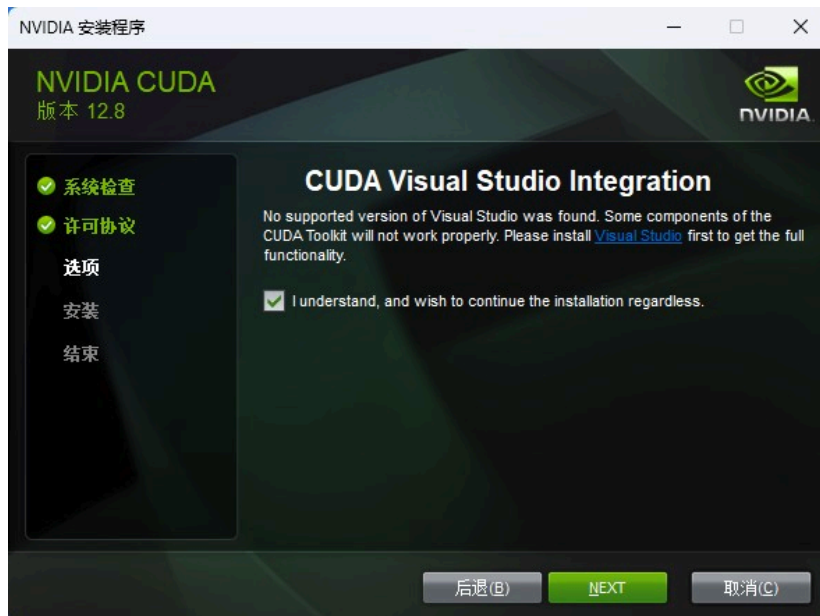 NVIDIA 安装程序
NVIDIA CUDA
版本 12.8
NVIDIA.
系统检查
许可协议
选项
安装
结束
CUDA Visual Studio Integration
No supported version of Visual Studio was found. Some components of the
CUDA Toolkit will not work properly. Please install Visual Studio first to get the full
functionality.
I understand, and wish to continue the installation regardless.
后退(B)
NEXT
取消(C)